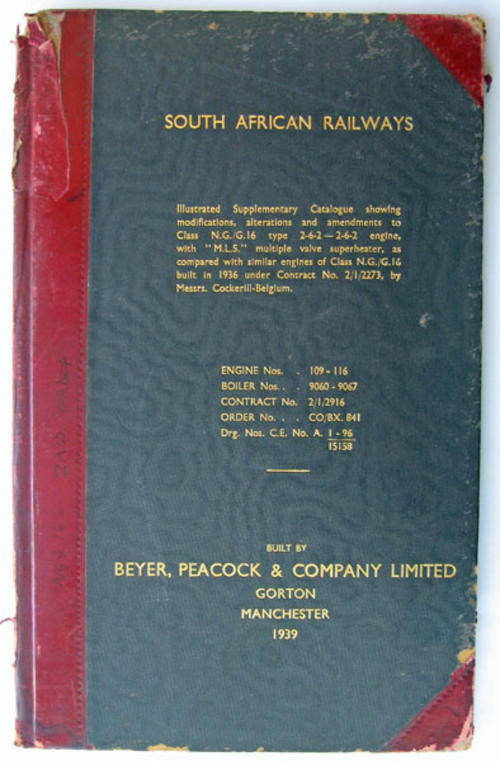 SOUTH AFRICAN RAILWAYS
Illustrated Supplementary Catalogue showing
modifications, alterations and amendments to
Class N.G./G.16 type 2-6-2 — 2-6-2 engine,
with "M.L.S." multiple valve superheater, as
compared with similar engines of Class N.G./G.16
built in 1936 under Contract No. 2/1/2273, by
Messrs. Cockerill-Belgium.
ENGINE Nos. . 109 - 116
BOILER Nos. . . 9060 - 9067
CONTRACT No. 2/1/2916
ORDER No. . . CO/BX. 841
Drg. Nos. C.E. No. A. 1 - 96
15158
BUILT BY
BEYER, PEACOCK & COMPANY LIMITED
GORTON
MANCHESTER
1939